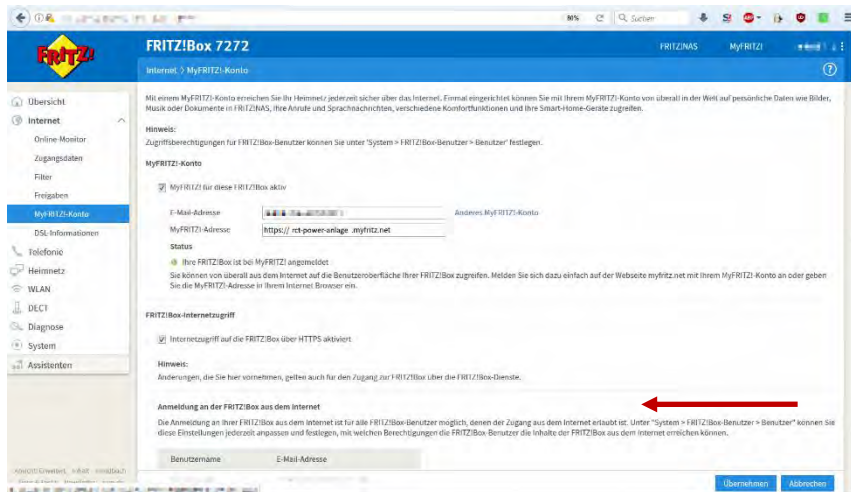 80%
Suchen
FRITZ!
FRITZ!Box 7272
FRITZ!NAS
MyFRITZ!
Internet > MyFRITZ!-Konto
Übersicht
Internet
Online-Monitor
Zugangsdaten
Filter
Freigaben
MyFRITZ!-Konto
DSL-Informationen
Telefonie
Heimnetz
WLAN
DECT
Diagnose
System
Assistenten
Mit einem MyFRITZ!-Konto erreichen Sie Ihr Heimnetz jederzeit sicher über das Internet. Einmal eingerichtet können Sie mit Ihrem MyFRITZ!-Konto von überall in der Welt auf persönliche Daten wie Bilder,
Musik oder Dokumente in FRITZ!NAS, Ihre Anrufe und Sprachnachrichten, verschiedene Komfortfunktionen und Ihre Smart-Home-Geräte zugreifen.
Hinweis:
Zugriffsberechtigungen für FRITZ!Box-Benutzer können Sie unter "System > FRITZ!Box-Benutzer > Benutzer" festlegen.
MyFRITZ!-Konto
MyFRITZ! für diese FRITZ!Box aktiv
E-Mail-Adresse
Anderes MyFRITZ!-Konto
MyFRITZ!-Adresse
https:// rct-power-anlage .myfritz.net
Status
Ihre FRITZ!Box ist bei MyFRITZ! angemeldet
Sie können von überall aus dem Internet auf die Benutzeroberfläche Ihrer FRITZ!Box zugreifen. Melden Sie sich dazu einfach auf der Webseite myfritz.net mit Ihrem MyFRITZ!-Konto an oder geben
Sie die MyFRITZ!-Adresse in Ihrem Internet Browser ein.
FRITZ!Box-Internetzugriff
Internetzugriff auf die FRITZ!Box über HTTPS aktiviert
Hinweis:
Änderungen, die Sie hier vornehmen, gelten auch für den Zugang zur FRITZ!Box über die FRITZ!Box-Dienste.
Anmeldung an der FRITZ!Box aus dem Internet
Die Anmeldung an Ihrer FRITZ!Box aus dem Internet ist für alle FRITZ!Box-Benutzer möglich, denen der Zugang aus dem Internet erlaubt ist. Unter "System > FRITZ!Box-Benutzer > Benutzer" können Sie
diese Einstellungen jederzeit anpassen und festlegen, mit welchen Berechtigungen die FRITZ!Box-Benutzer die Inhalte der FRITZ!Box aus dem Internet erreichen können.
Benutzername
E-Mail-Adresse
Übernehmen
Abbrechen